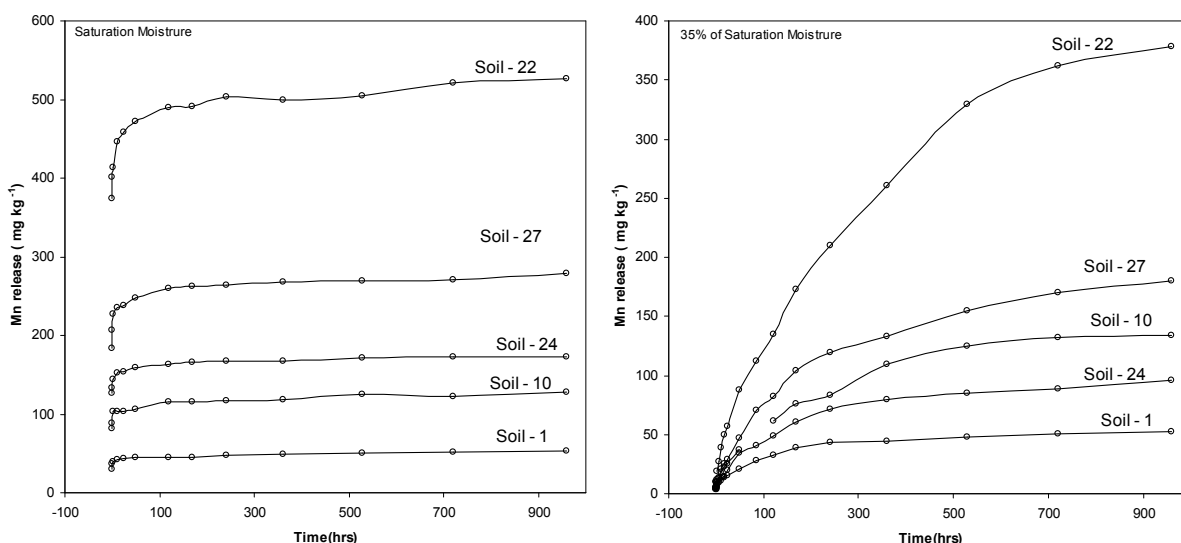 Saturation Moistrure
600
500
400
300
200
100
0
-100 100 300 500 700 900
Mn release ( mg kg -1)
Time(hrs)
Soil - 22
Soil - 27
Soil - 24
Soil - 10
Soil - 1
35% of Saturation Moistrure
400
350
300
250
200
150
100
50
0
-100 100 300 500 700 900
Mn release ( mg kg -1)
Time(hrs)
Soil - 22
Soil - 27
Soil - 10
Soil - 24
Soil - 1